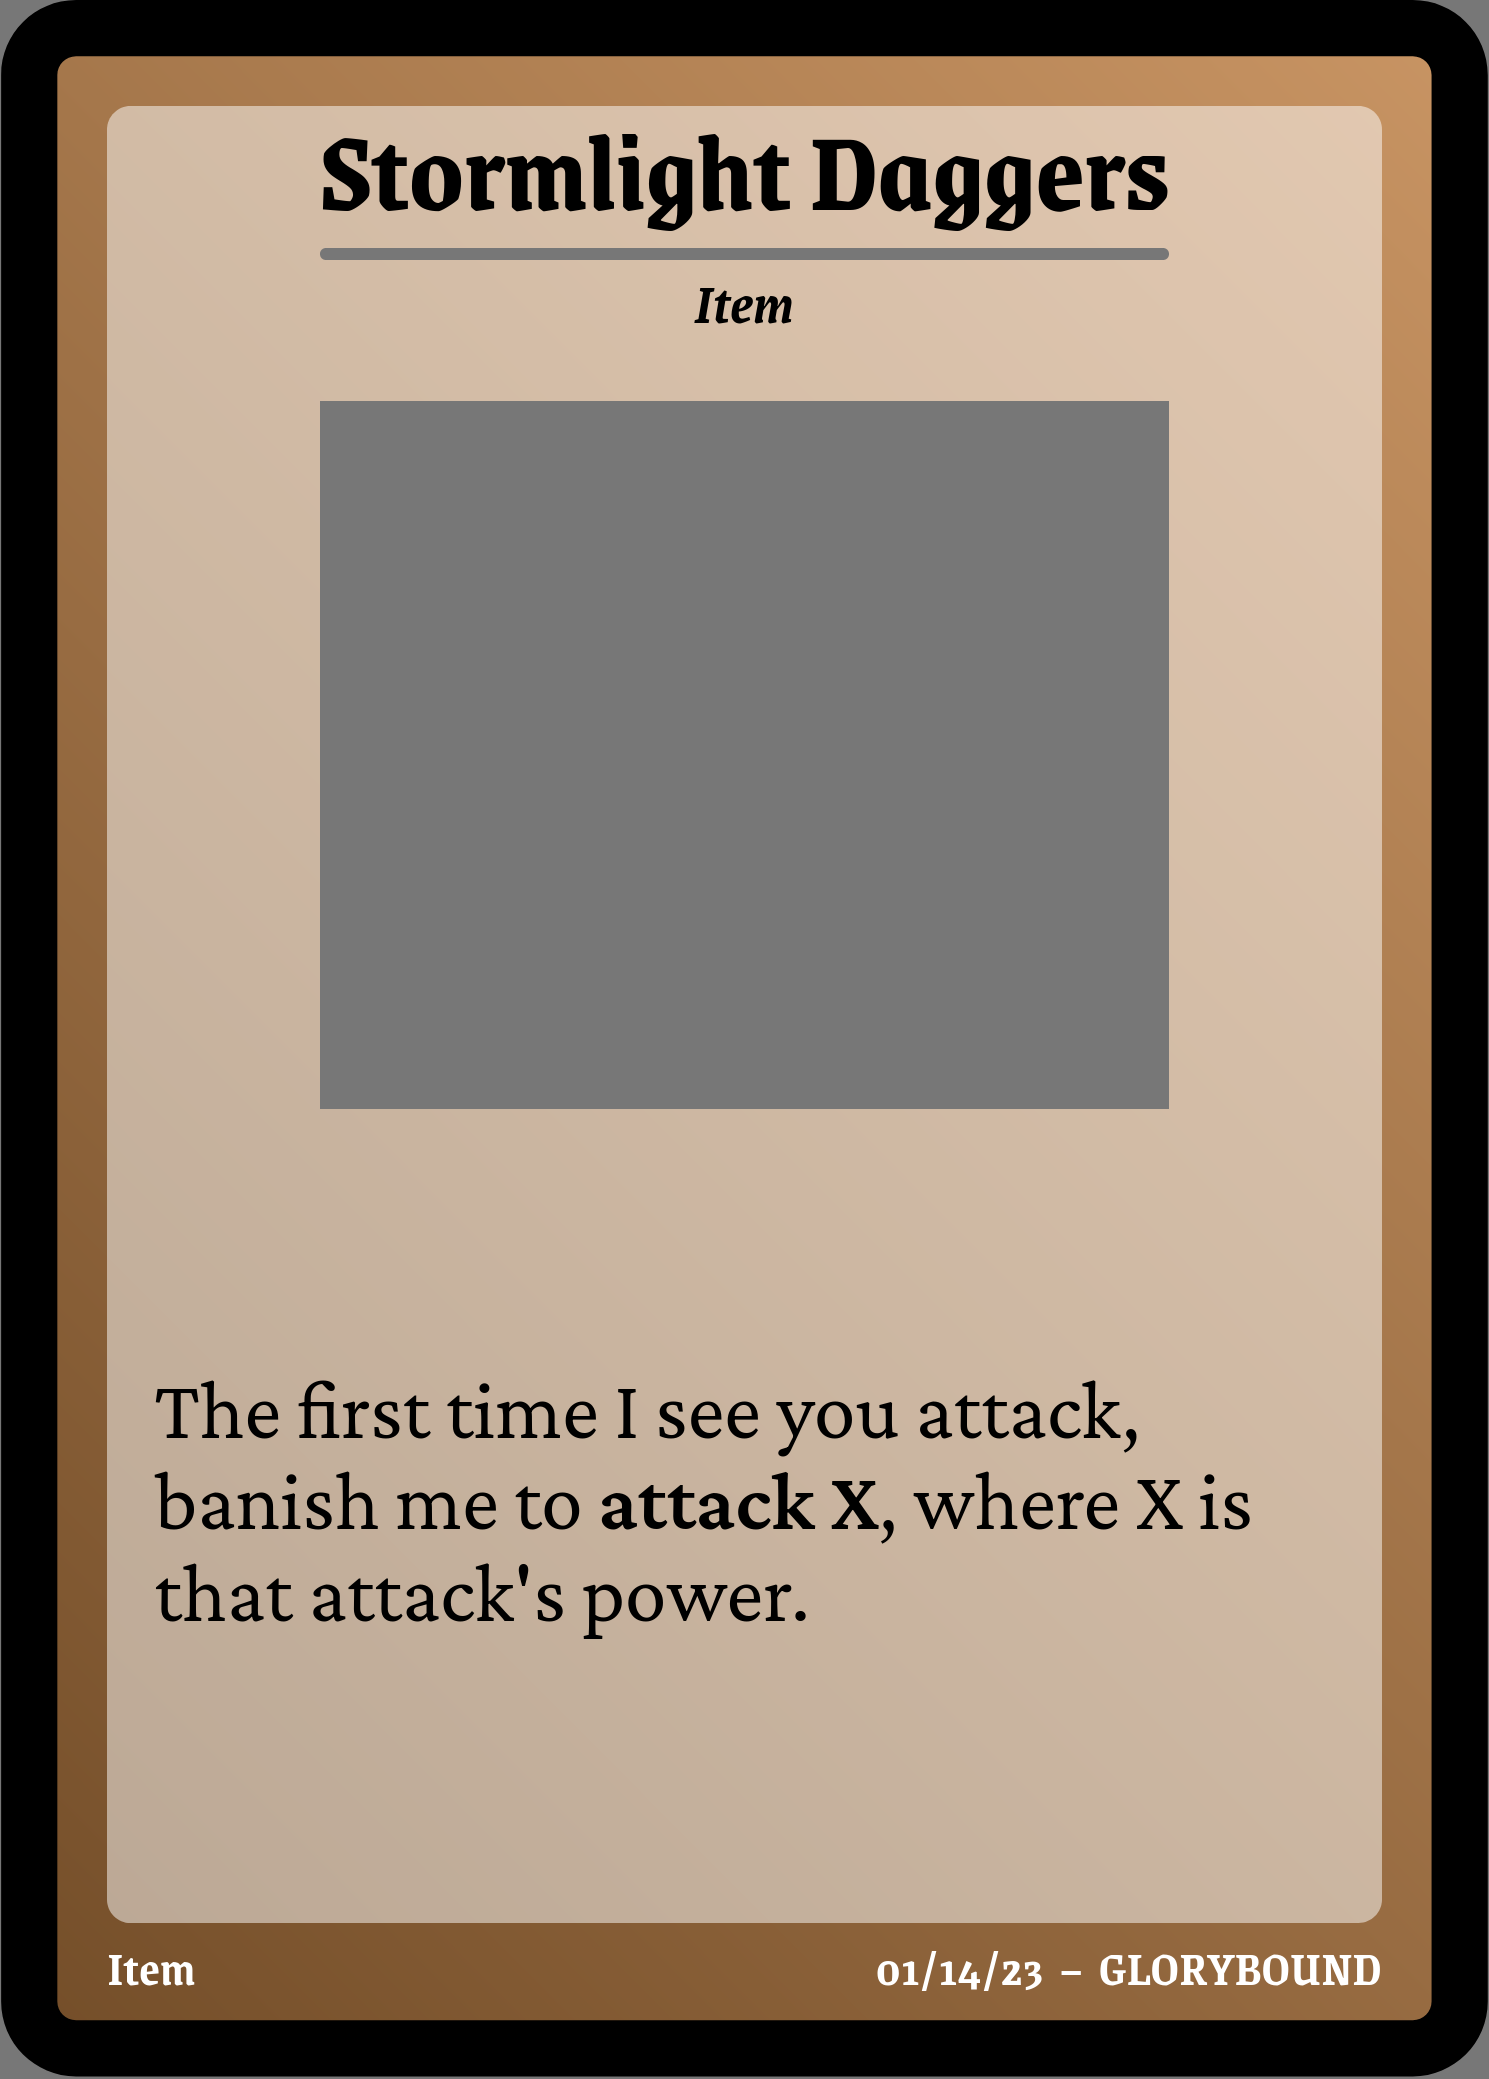 Stormlight Daggers
Item
The first time I see you attack,
banish me to attack X, where X is
that attack's power.
Item
01/14/23 – GLORYBOUND